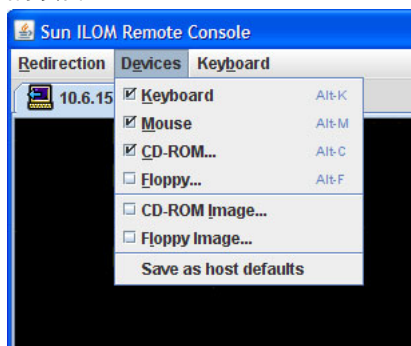 Sun ILOM Remote Console
Redirection Devices Keyboard
10.6.15
Keyboard Alt-K
Mouse Alt-M
CD-ROM... Alt-C
Floppy... Alt-F
CD-ROM Image...
Floppy Image...
Save as host defaults